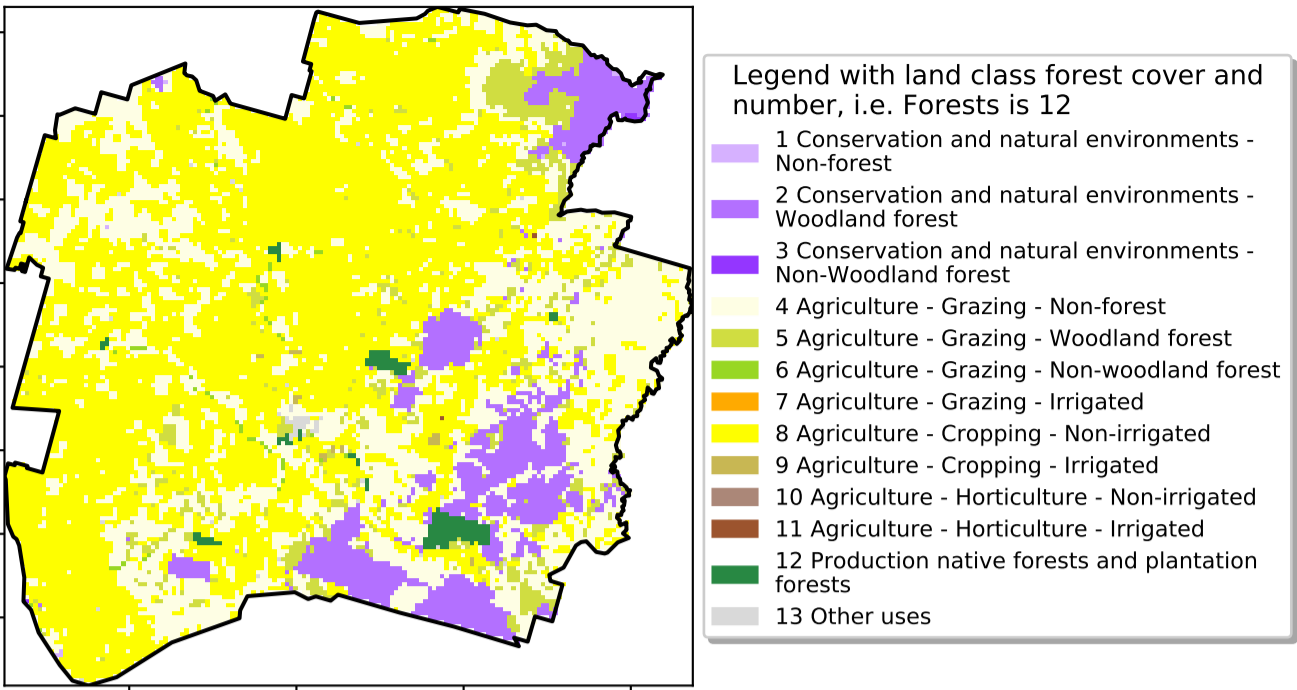 Legend with land class forest cover and
number, i.e. Forests is 12
1 Conservation and natural environments -
Non-forest
2 Conservation and natural environments -
Woodland forest
3 Conservation and natural environments -
Non-Woodland forest
4 Agriculture - Grazing - Non-forest
5 Agriculture - Grazing - Woodland forest
6 Agriculture - Grazing - Non-woodland forest
7 Agriculture - Grazing - Irrigated
8 Agriculture - Cropping - Non-irrigated
9 Agriculture - Cropping - Irrigated
10 Agriculture - Horticulture - Non-irrigated
11 Agriculture - Horticulture - Irrigated
12 Production native forests and plantation
forests
13 Other uses